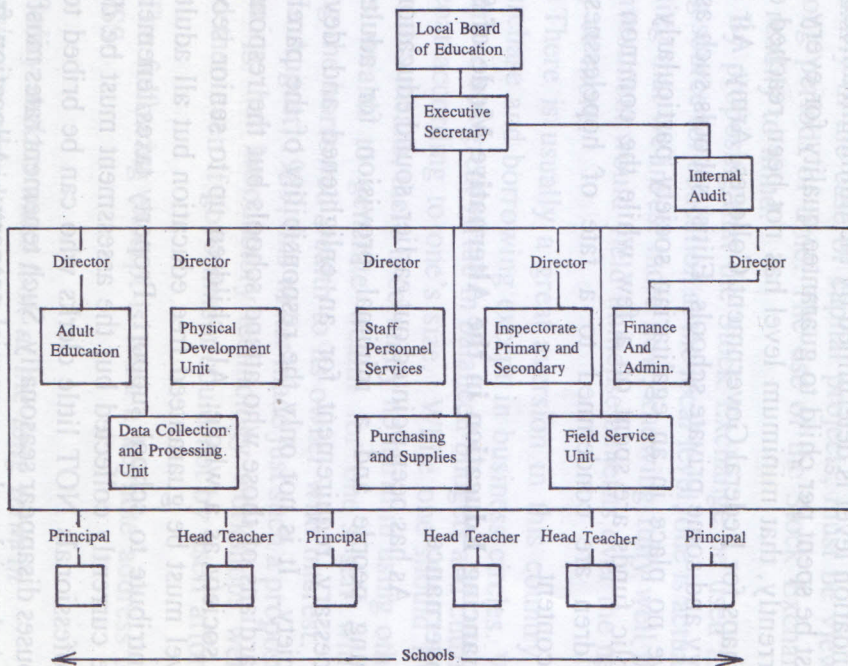 Local Board
of Education
Executive
Secretary
Internal
Audit
Director
Director
Director
Director
Director
Adult
Education
Physical
Development
Unit
Staff
Personnel
Services
Inspectorate
Primary and
Secondary
Finance
And
Admin.
Data Collection
and Processing
Unit
Purchasing
and Supplies
Field Service
Unit
Principal
Head Teacher
Principal
Head Teacher
Head Teacher
Principal
Schools